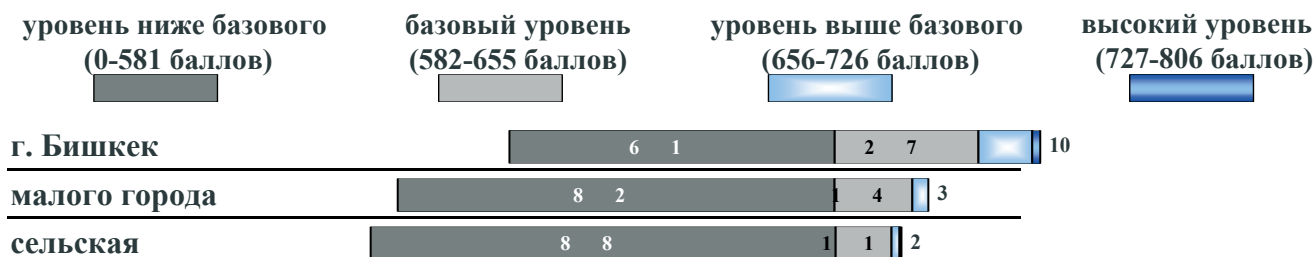 уровень ниже базового
(0-581 баллов)
базовый уровень
(582-655 баллов)
уровень выше базового
(656-726 баллов)
высокий уровень
(727-806 баллов)
г. Бишкек 6 1 2 7 10
малого города 8 2 1 4 3
сельская 8 8 1 1 2